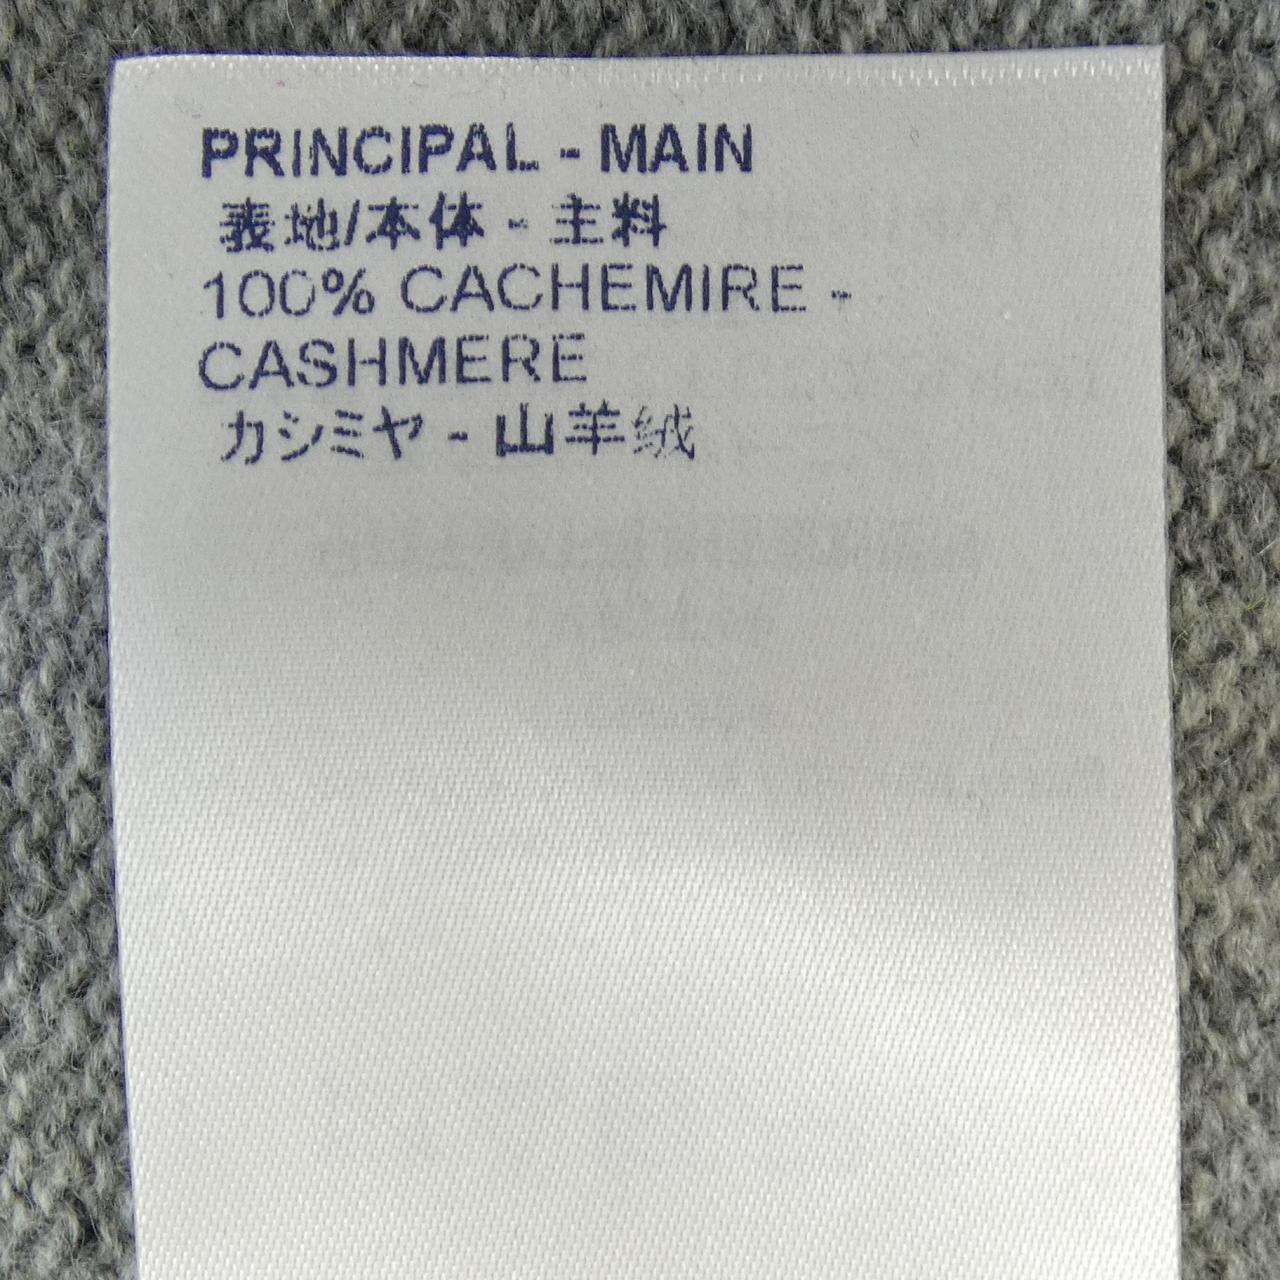 PRINCIPAL - MAIN
表地/本体 - 主料
100% CACHEMIRE -
CASHMERE
カシミヤ - 山羊绒